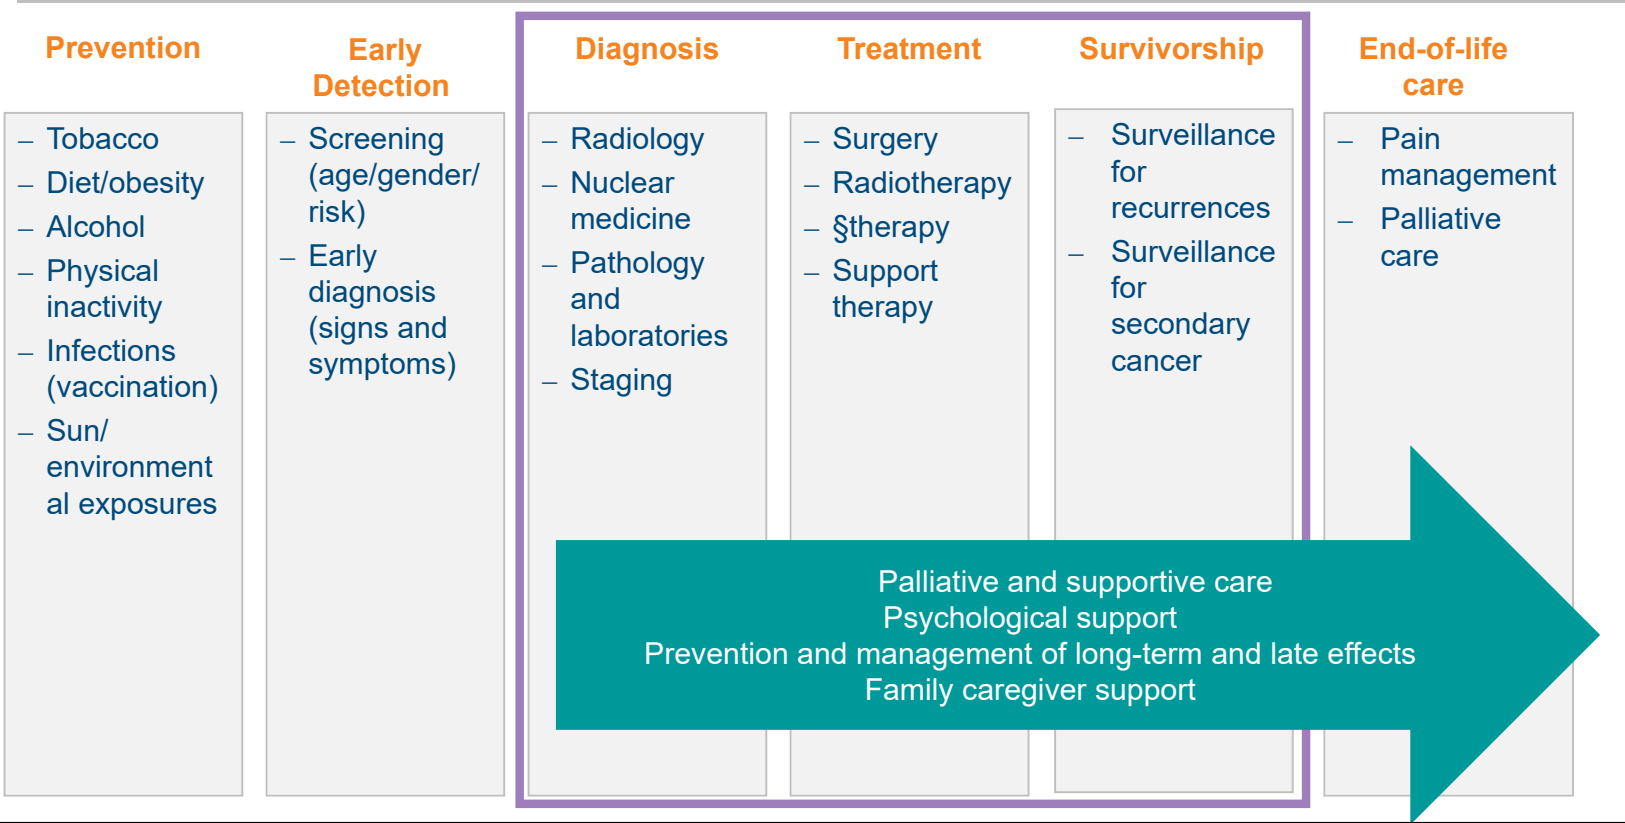 Prevention
– Tobacco
– Diet/obesity
– Alcohol
– Physical
inactivity
– Infections
(vaccination)
– Sun/
environment
al exposures
Early
Detection
– Screening
(age/gender/
risk)
– Early
diagnosis
(signs and
symptoms)
Diagnosis
– Radiology
– Nuclear
medicine
– Pathology
and
laboratories
– Staging
Treatment
– Surgery
– Radiotherapy
– §therapy
– Support
therapy
Survivorship
– Surveillance
for
recurrences
– Surveillance
for
secondary
cancer
End-of-life
care
– Pain
management
– Palliative
care
Palliative and supportive care
Psychological support
Prevention and management of long-term and late effects
Family caregiver support